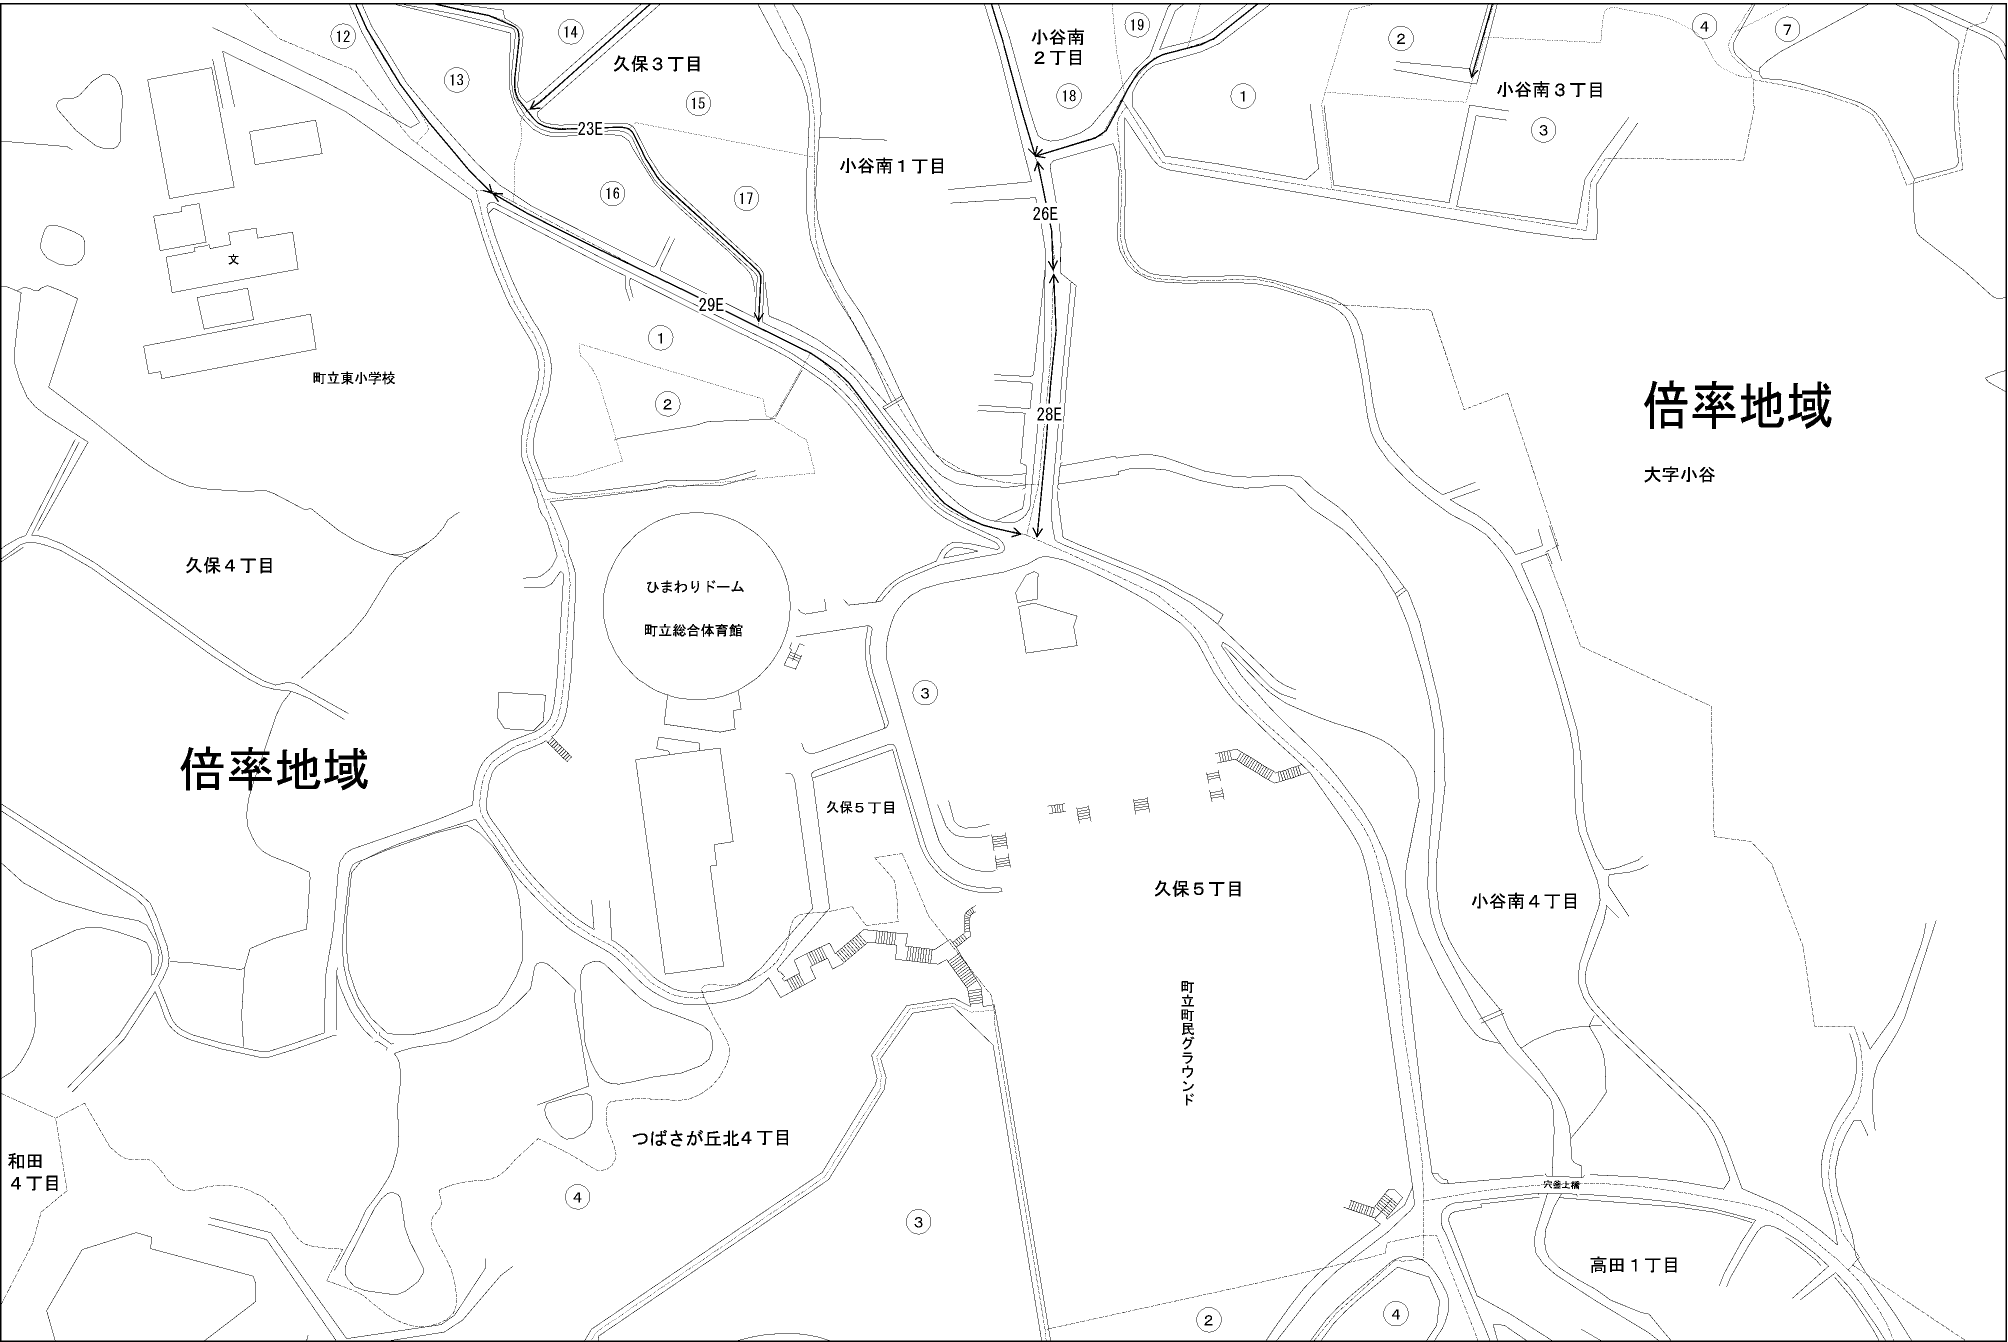 ⑫
⑭
久保３丁目
小谷南
２丁目
⑲
②
④
⑦
⑬
⑮
⑱
①
小谷南３丁目
③
23E
小谷南１丁目
⑯
⑰
26E
文
29E
①
町立東小学校
②
28E
倍率地域
大字小谷
久保４丁目
ひまわりドーム
町立総合体育館
③
倍率地域
久保５丁目
久保５丁目
小谷南４丁目
町立町民グラウンド
つばさが丘北４丁目
和田
４丁目
④
③
穴釜上橋
高田１丁目
②
④